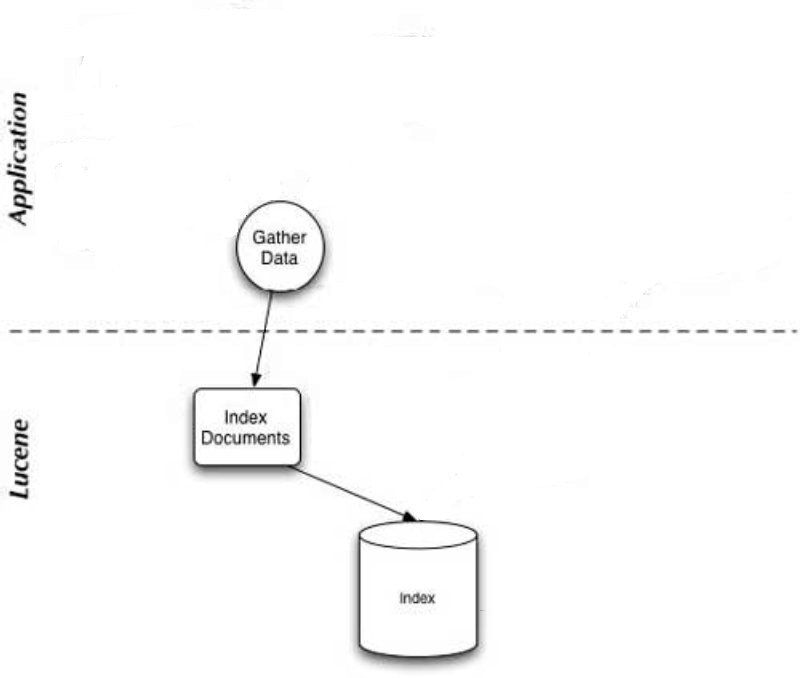 Application
Gather
Data
Lucene
Index
Documents
Index